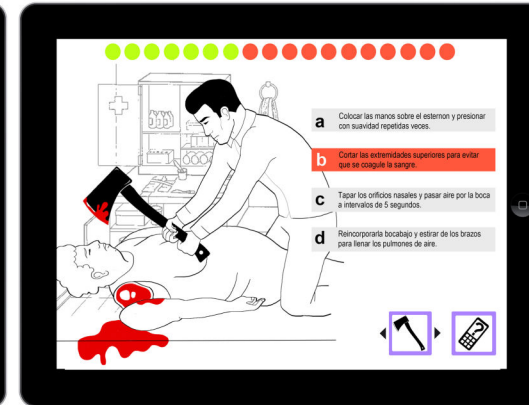 a
Colocar las manos sobre el esternon y presionar
con suavidad repetidas veces.
b
Cortar las extremidades superiores para evitar
que se coagule la sangre.
c
Tapar los orificios nasales y pasar aire por la boca
a intervalos de 5 segundos.
d
Reincorporarla bocabajo y estirar de los brazos
para llenar los pulmones de aire.
?